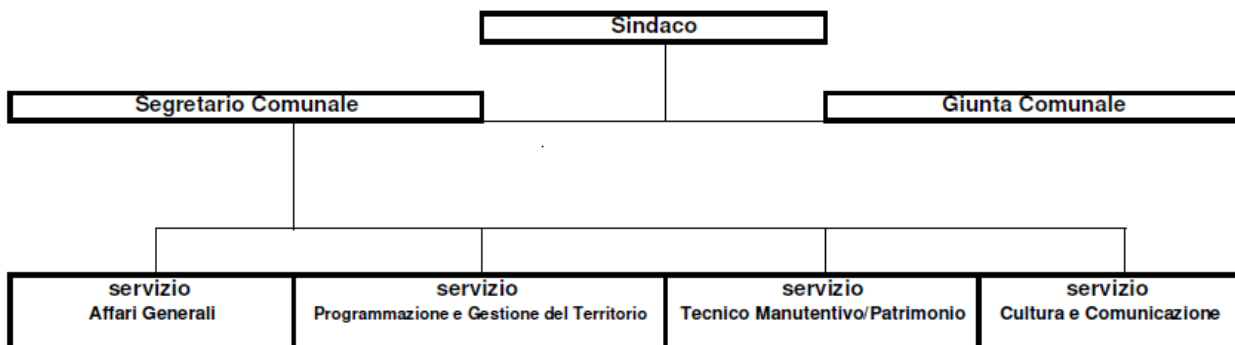 Sindaco
Segretario Comunale
Giunta Comunale
servizio
Affari Generali
servizio
Programmazione e Gestione del Territorio
servizio
Tecnico Manutentivo/Patrimonio
servizio
Cultura e Comunicazione